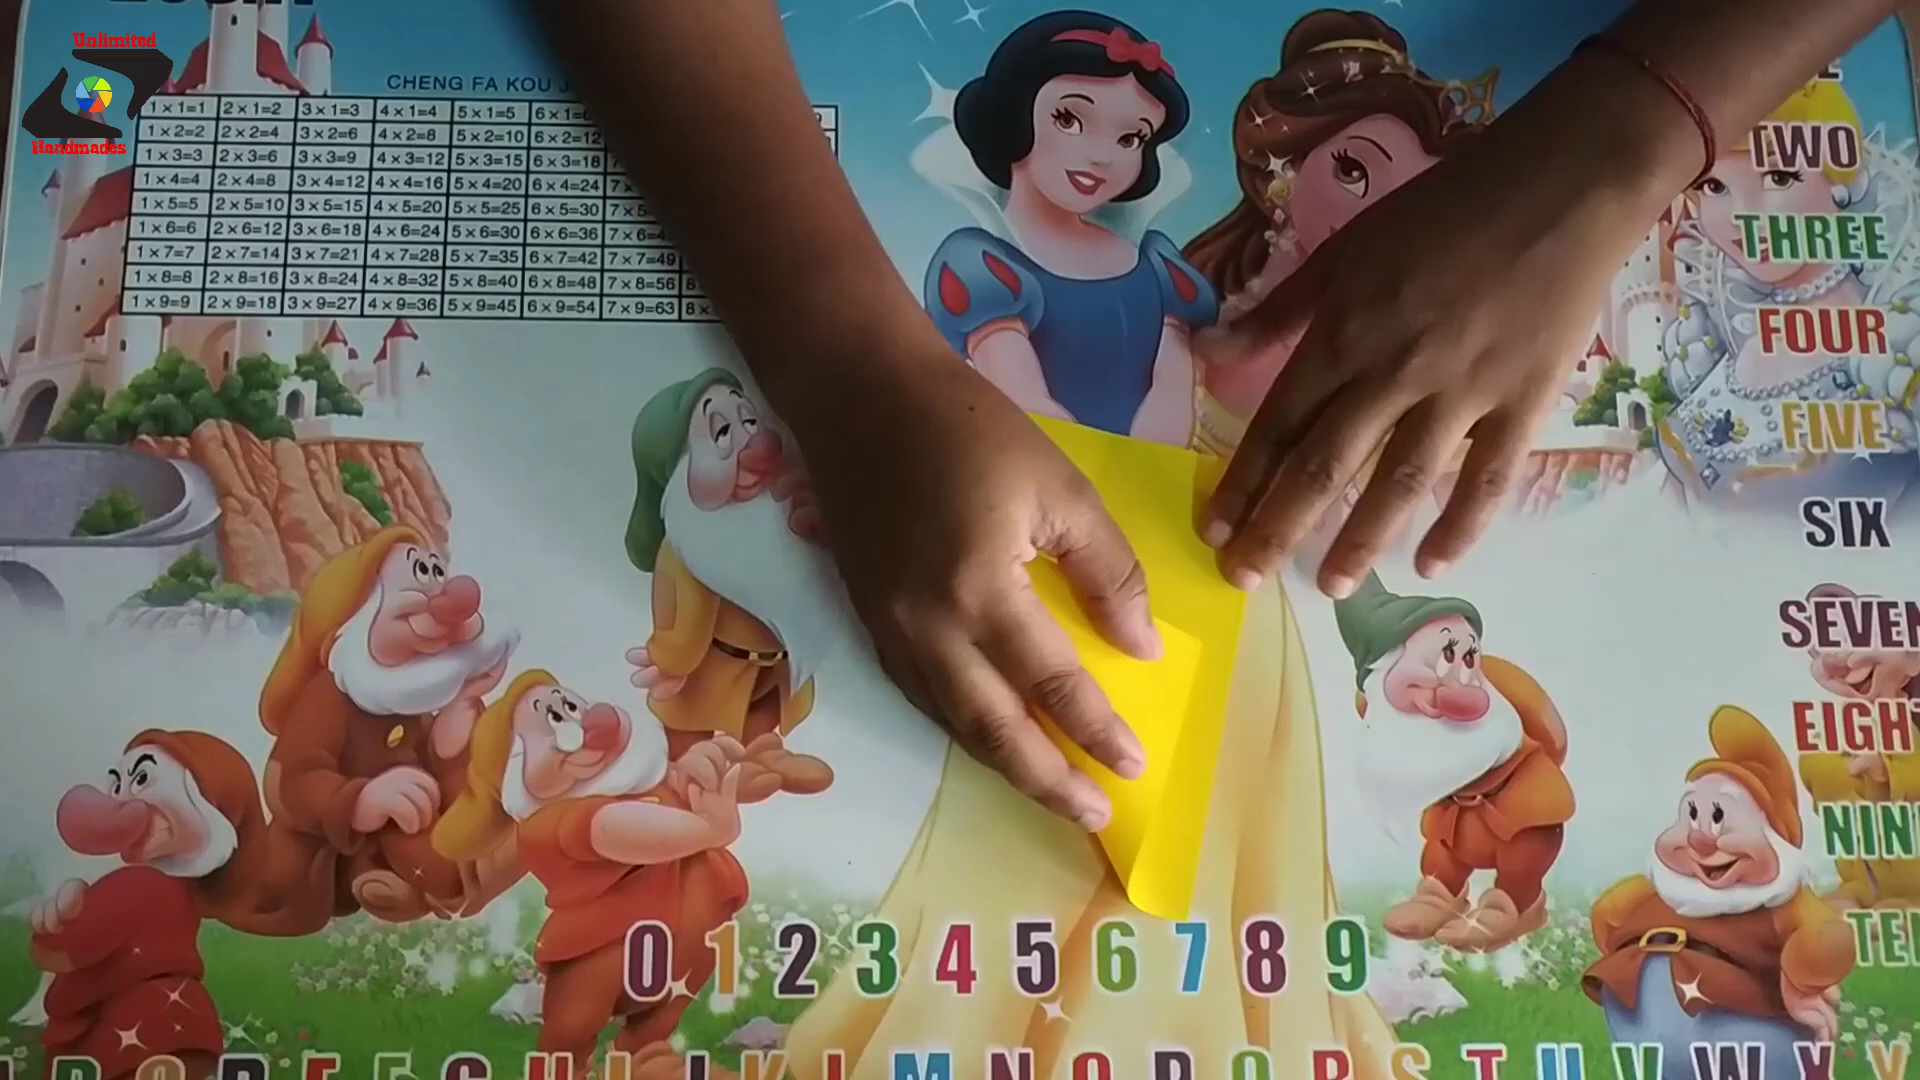 Unlimited
Handmades
CHENG FA KOU
1×1=1 2×1=2 3×1=3 4×1=4 5×1=5
1×2=2 2×2=4 3×2=6 4×2=8 5×2=10 6×2=12
1×3=3 2×3=6 3×3=9 4×3=12 5×3=15 6×3=18
1×4=4 2×4=8 3×4=12 4×4=16 5×4=20 6×4=24
1×5=5 2×5=10 3×5=15 4×5=20 5×5=25 6×5=30
1×6=6 2×6=12 3×6=18 4×6=24 5×6=30 6×6=36
1×7=7 2×7=14 3×7=21 4×7=28 5×7=35 6×7=42 7×7=49
1×8=8 2×8=16 3×8=24 4×8=32 5×8=40 6×8=48 7×8=56
1×9=9 2×9=18 3×9=27 4×9=36 5×9=45 6×9=54 7×9=63
TWO
THREE
FOUR
FIVE
SIX
SEVEN
EIGH
NIN
TE
0 1 2 3 4 5 6 7 8 9
M N S T U V W X Y